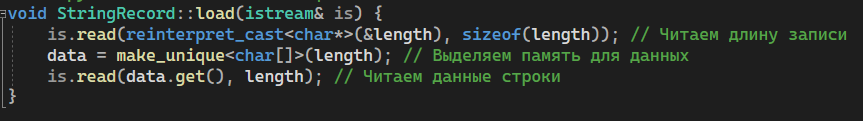 void StringRecord::load(istream& is) {
is.read(reinterpret_cast<char*>(&length), sizeof(length)); // Читаем длину записи
data = make_unique<char[]>(length); // Выделяем память для данных
is.read(data.get(), length); // Читаем данные строки
}